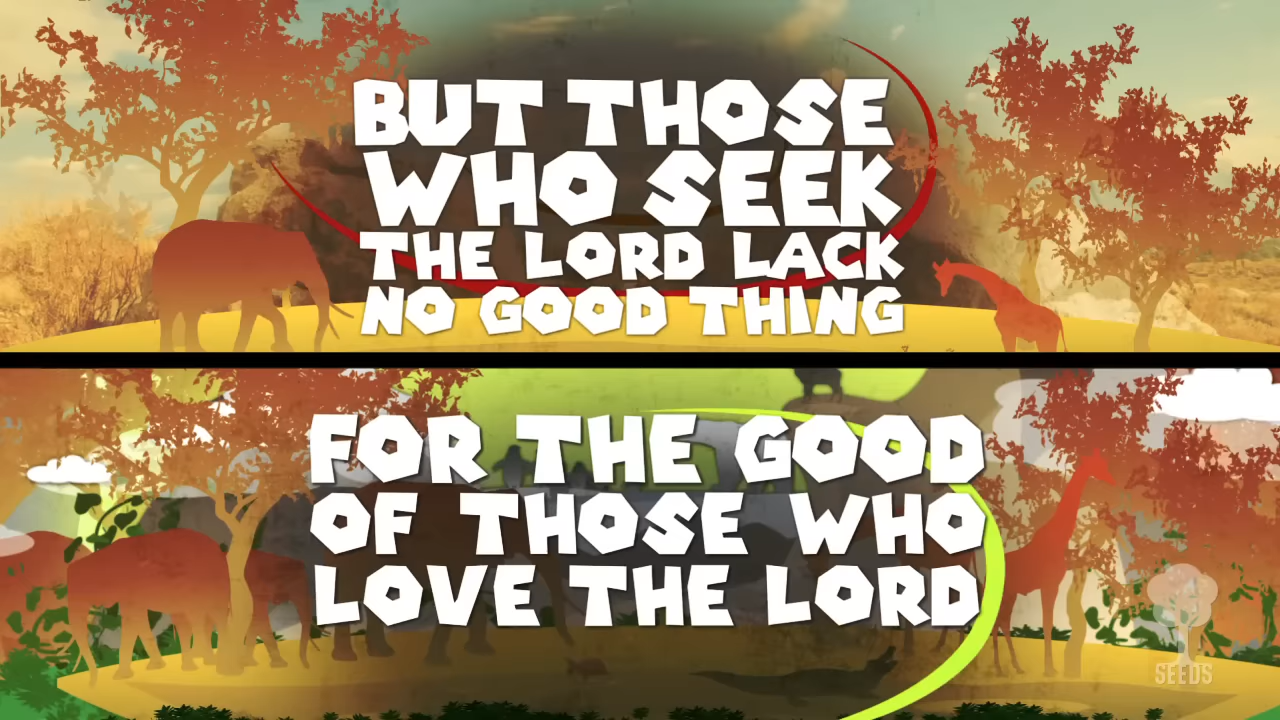 BUT THOSE
WHO SEEK
THE LORD LACK
NO GOOD THING
FOR THE GOOD
OF THOSE WHO
LOVE THE LORD
SEEDS